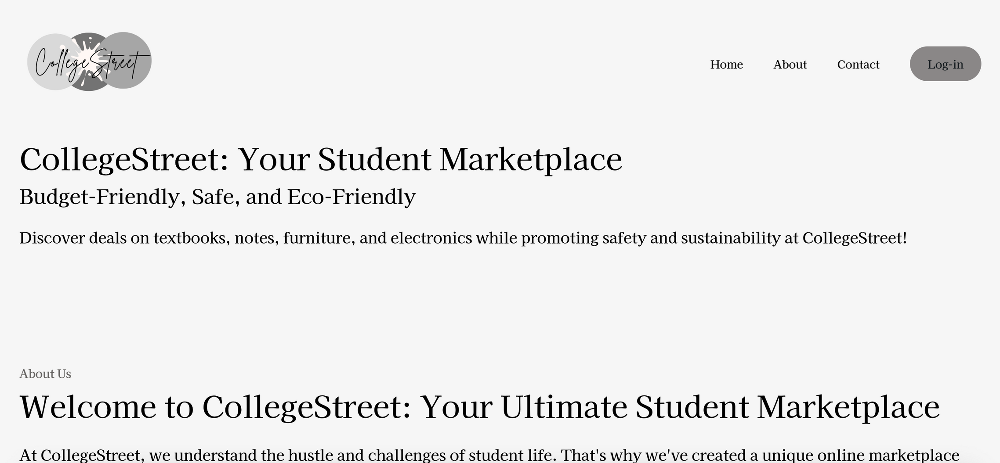 CollegeStreet
Home About Contact Log-in
CollegeStreet: Your Student Marketplace
Budget-Friendly, Safe, and Eco-Friendly
Discover deals on textbooks, notes, furniture, and electronics while promoting safety and sustainability at CollegeStreet!
About Us
Welcome to CollegeStreet: Your Ultimate Student Marketplace
At CollegeStreet, we understand the hustle and challenges of student life. That's why we've created a unique online marketplace